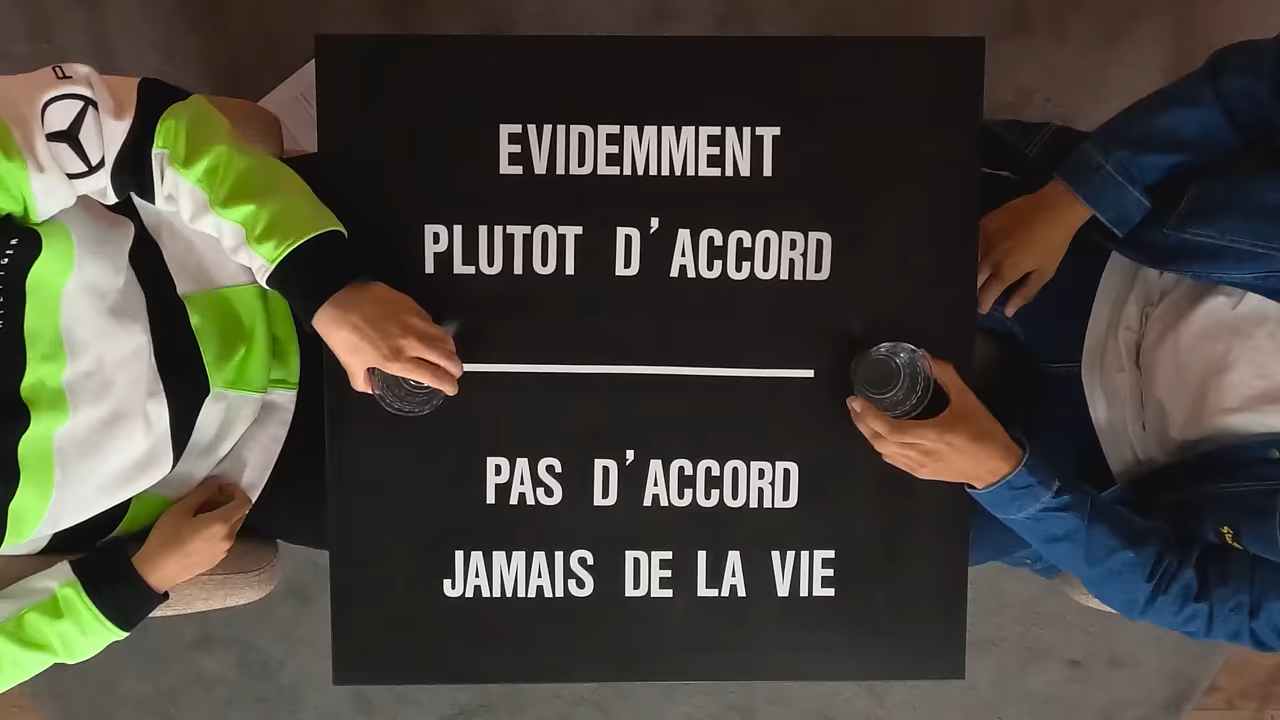 EVIDEMMENT
PLUTOT D'ACCORD
PAS D'ACCORD
JAMAIS DE LA VIE